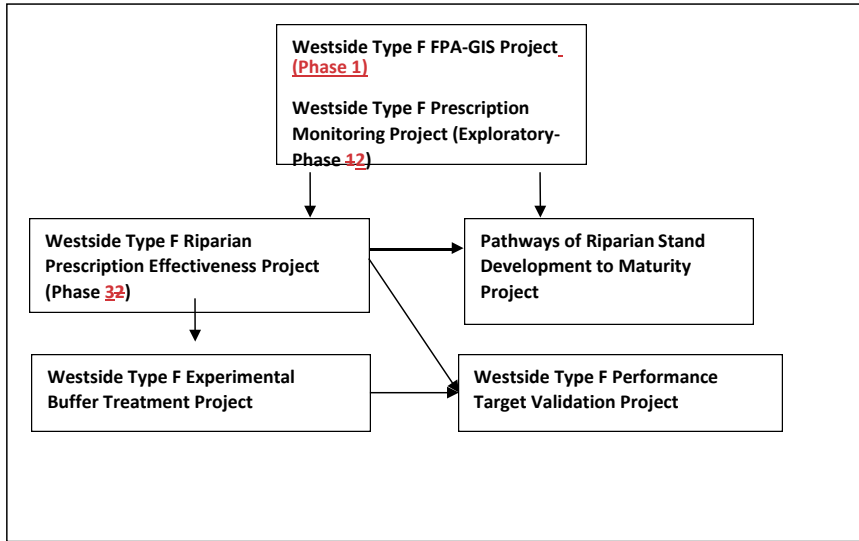 Westside Type F FPA-GIS Project
(Phase 1)
Westside Type F Prescription
Monitoring Project (Exploratory-
Phase 12)
Westside Type F Riparian
Prescription Effectiveness Project
(Phase 32)
Pathways of Riparian Stand
Development to Maturity
Project
Westside Type F Experimental
Buffer Treatment Project
Westside Type F Performance
Target Validation Project